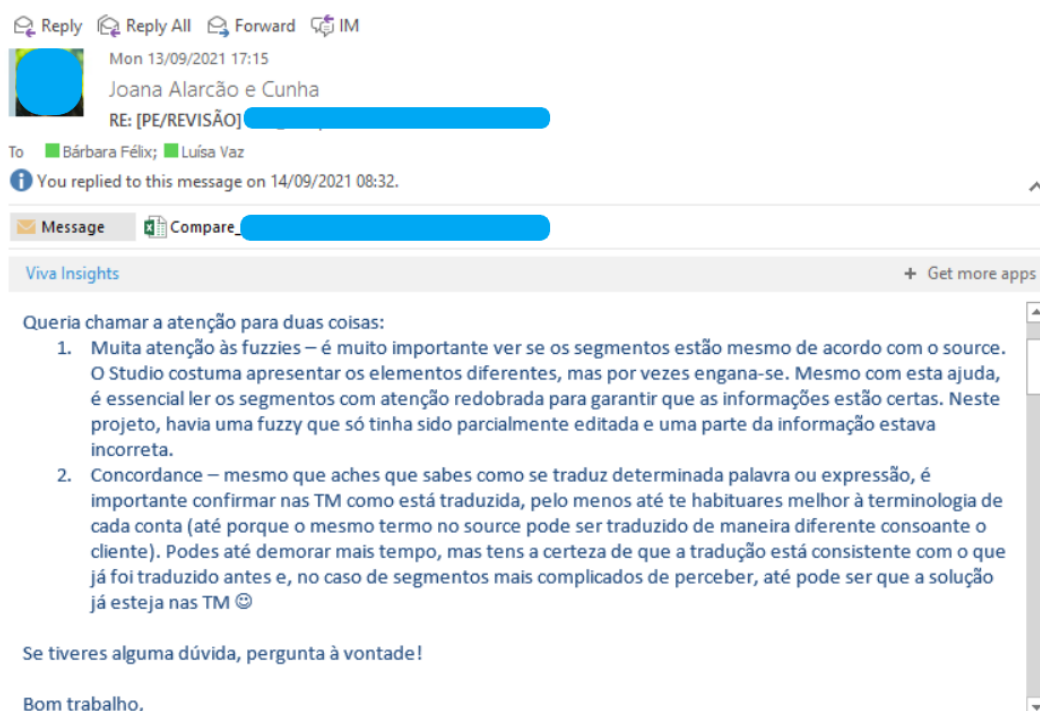 Reply Reply All Forward IM
Mon 13/09/2021 17:15
Joana Alarcão e Cunha
RE: [PE/REVISÃO]
To Bárbara Félix; Luísa Vaz
You replied to this message on 14/09/2021 08:32.
Message Compare_
Viva Insights + Get more apps
Queria chamar a atenção para duas coisas:
1. Muita atenção às fuzzies – é muito importante ver se os segmentos estão mesmo de acordo com o source.
O Studio costuma apresentar os elementos diferentes, mas por vezes engana-se. Mesmo com esta ajuda,
é essencial ler os segmentos com atenção redobrada para garantir que as informações estão certas. Neste
projeto, havia uma fuzzy que só tinha sido parcialmente editada e uma parte da informação estava
incorreta.
2. Concordance – mesmo que aches que sabes como se traduz determinada palavra ou expressão, é
importante confirmar nas TM como está traduzida, pelo menos até te habituares melhor à terminologia de
cada conta (até porque o mesmo termo no source pode ser traduzido de maneira diferente consoante o
cliente). Podes até demorar mais tempo, mas tens a certeza de que a tradução está consistente com o que
já foi traduzido antes e, no caso de segmentos mais complicados de perceber, até pode ser que a solução
já esteja nas TM ☺
Se tiveres alguma dúvida, pergunta à vontade!
Bom trabalho,